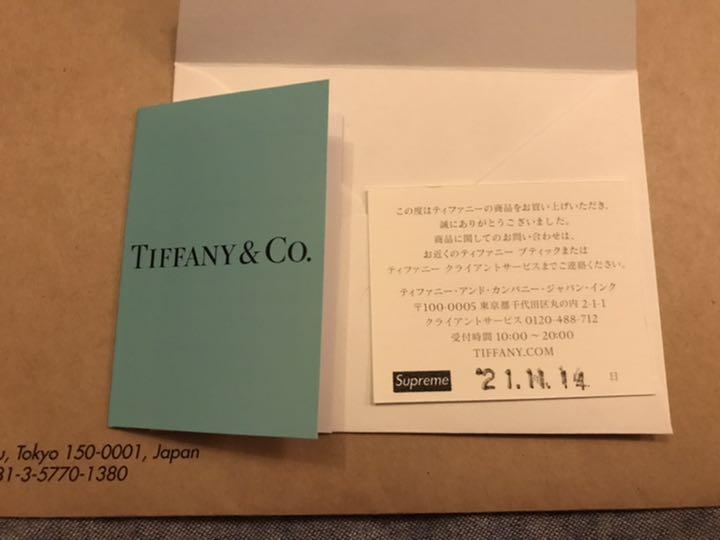 TIFFANY & CO.
この度はティファニーの商品をお買い上げいただき、
誠にありがとうございました。
商品に関してのお問い合わせは、
お近くのティファニー ブティックまたは
ティファニー クライアントサービスまでご連絡ください。
ティファニー・アンド・カンパニー・ジャパン・インク
〒100-0005 東京都千代田区丸の内 2-1-1
クライアントサービス 0120-488-712
受付時間 10:00 ~ 20:00
TIFFANY.COM
Supreme '21.11.14 日
, Tokyo 150-0001, Japan
81-3-5770-1380